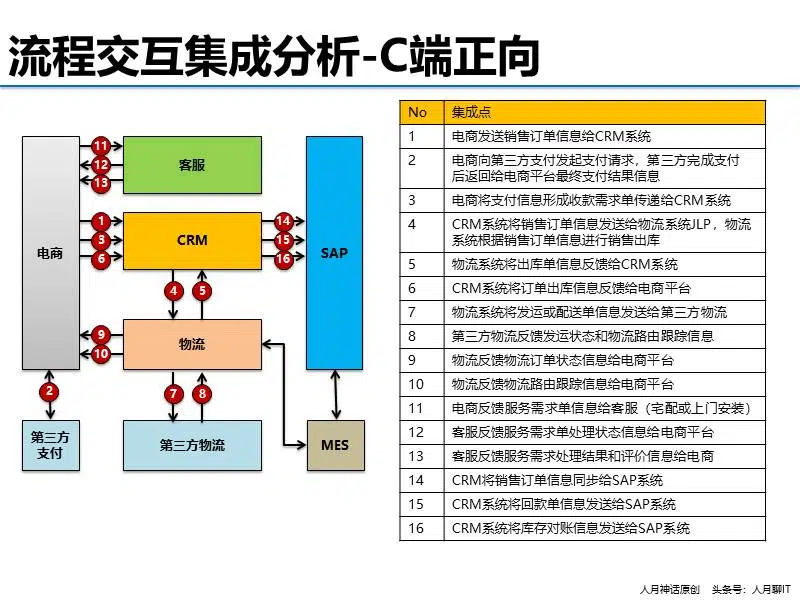 流程交互集成分析-C端正向
11
12
13
客服
电商
1
3
6
CRM
14
15
16
SAP
4
5
9
10
物流
2
7
8
第三方
支付
第三方物流
MES
No 集成点
1 电商发送销售订单信息给CRM系统
2 电商向第三方支付发起支付请求，第三方完成支付
后返回给电商平台最终支付结果信息
3 电商将支付信息形成收款需求单传递给CRM系统
4 CRM系统将销售订单信息发送给物流系统JLP，物流
系统根据销售订单信息进行销售出库
5 物流系统将出库单信息反馈给CRM系统
6 CRM系统将订单出库信息反馈给电商平台
7 物流系统将发运或配送单信息发送给第三方物流
8 第三方物流反馈发运状态和物流路由跟踪信息
9 物流反馈物流订单状态信息给电商平台
10 物流反馈物流路由跟踪信息给电商平台
11 电商反馈服务需求单信息给客服（宅配或上门安装）
12 客服反馈服务需求单处理状态信息给电商平台
13 客服反馈服务需求处理结果和评价信息给电商
14 CRM将销售订单信息同步给SAP系统
15 CRM系统将回款单信息发送给SAP系统
16 CRM系统将库存对账信息发送给SAP系统
人月神话原创 头条号：人月聊IT